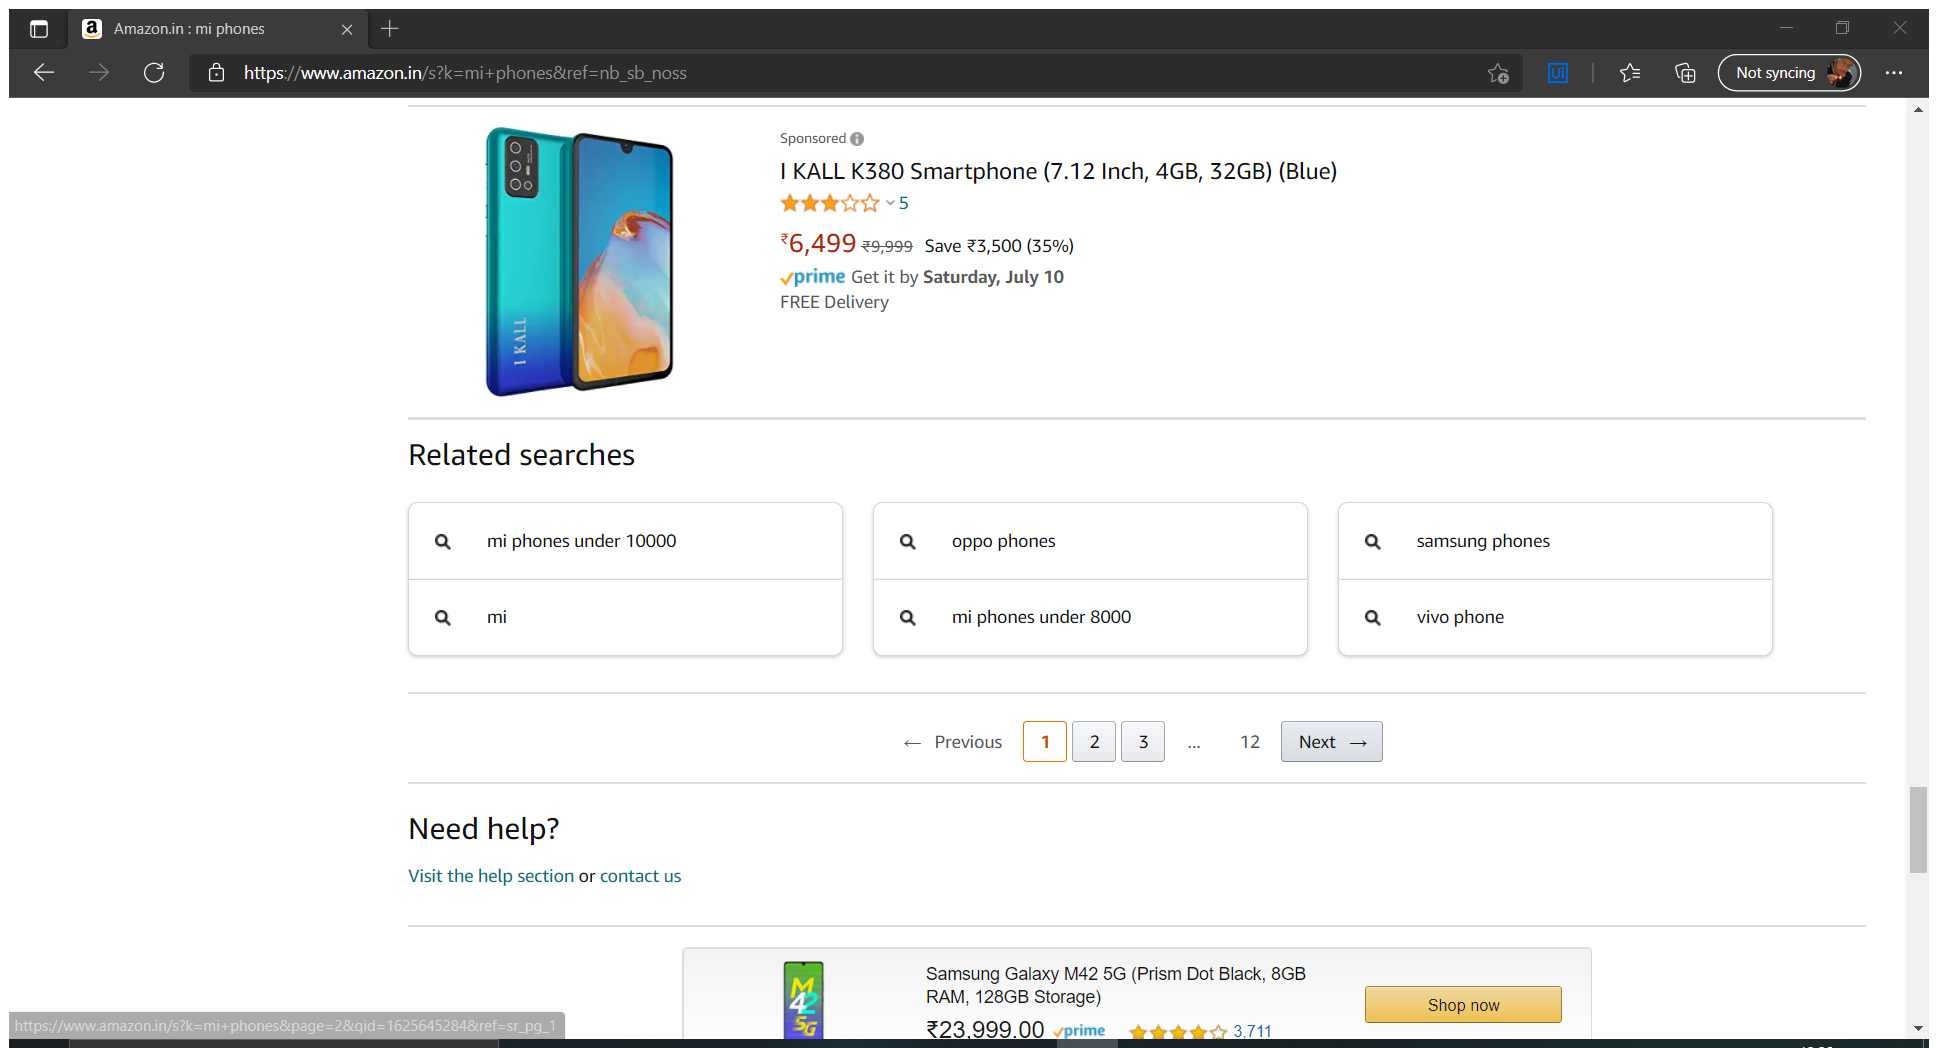 Amazon.in : mi phones
https://www.amazon.in/s?k=mi+phones&ref=nb_sb_noss
Not syncing
Sponsored
I KALL K380 Smartphone (7.12 Inch, 4GB, 32GB) (Blue)
5
₹6,499 ₹9,999 Save ₹3,500 (35%)
prime Get it by Saturday, July 10
FREE Delivery
I KALL
Related searches
mi phones under 10000
oppo phones
samsung phones
mi
mi phones under 8000
vivo phone
← Previous 1 2 3 ... 12 Next →
Need help?
Visit the help section or contact us
Samsung Galaxy M42 5G (Prism Dot Black, 8GB
RAM, 128GB Storage)
₹23,999.00 prime 3,711
Shop now
M
42
5G
https://www.amazon.in/s?k=mi+phones&page=2&qid=1625645284&ref=sr_pg_1